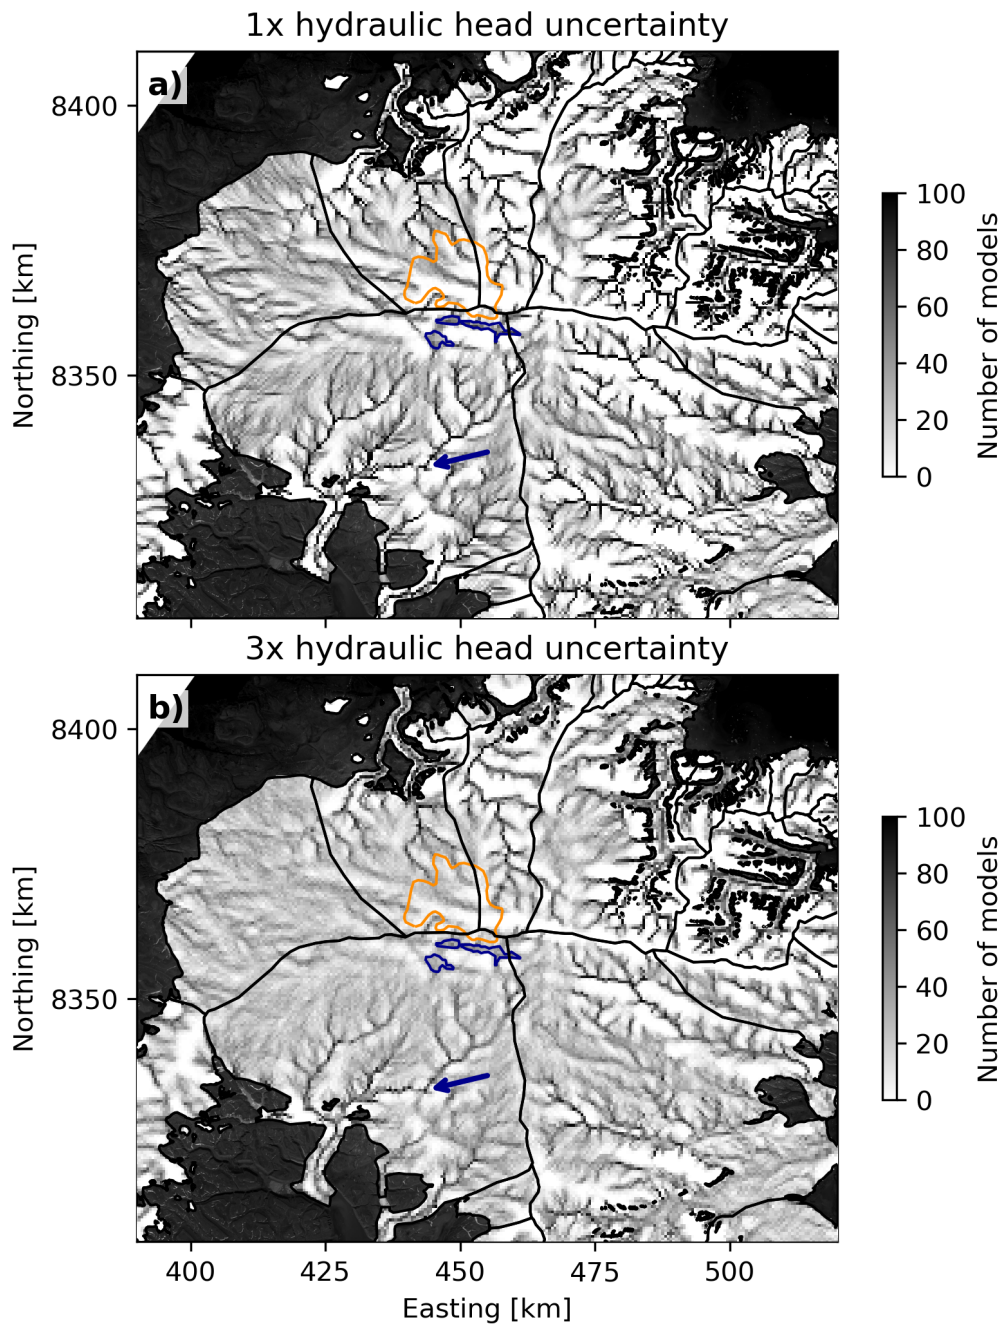 1x hydraulic head uncertainty
a)
8400
8350
Northing [km]
100
80
60
40
20
0
Number of models
3x hydraulic head uncertainty
b)
8400
8350
Northing [km]
100
80
60
40
20
0
Number of models
400 425 450 475 500
Easting [km]